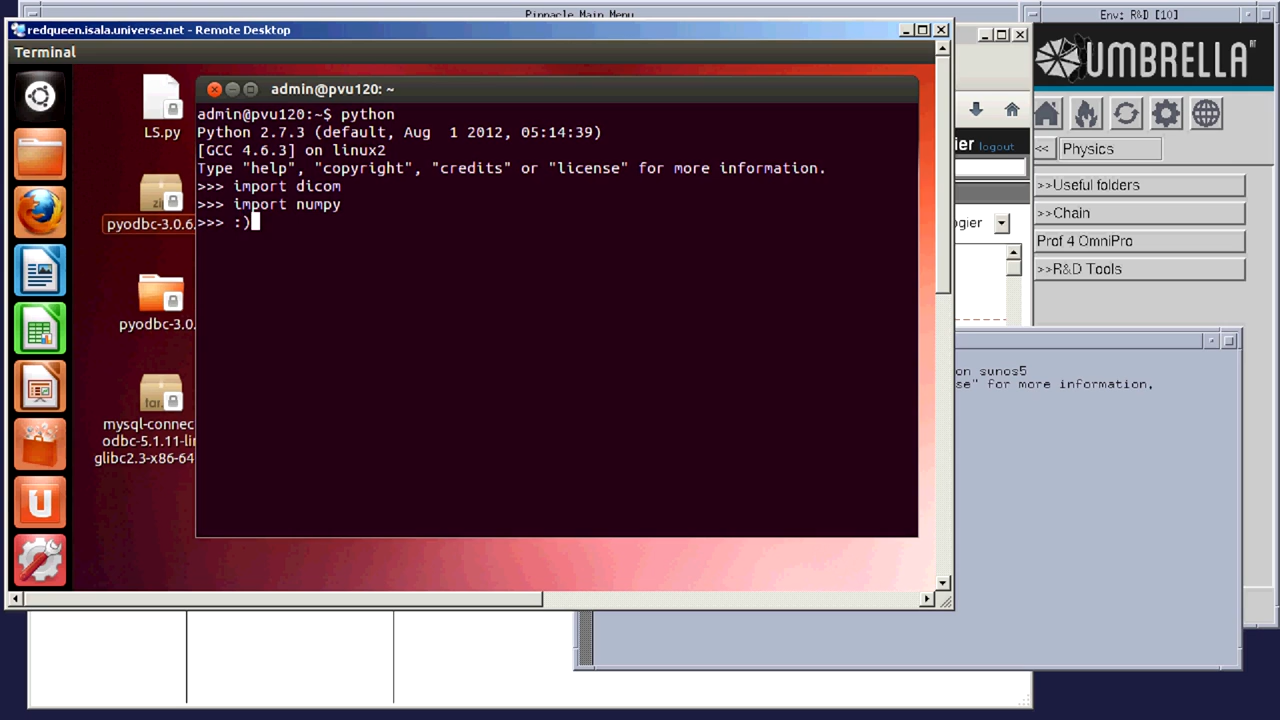 Pinnacle Main Menu
Env: R&D [10]
redqueen.isala.universe.net - Remote Desktop
Terminal
UMBRELLA
admin@pvu120: ~
LS.py
admin@pvu120:~$ python
Python 2.7.3 (default, Aug  1 2012, 05:14:39)
[GCC 4.6.3] on linux2
Type "help", "copyright", "credits" or "license" for more information.
>>> import dicom
>>> import numpy
>>> :)
pyodbc-3.0.6.
pyodbc-3.0.
mysql-connec
odbc-5.1.11-li
glibc2.3-x86-64
ier logout
<< Physics
>>Useful folders
>>Chain
gier
Prof 4 OmniPro
>>R&D Tools
on sunos5
se" for more information.